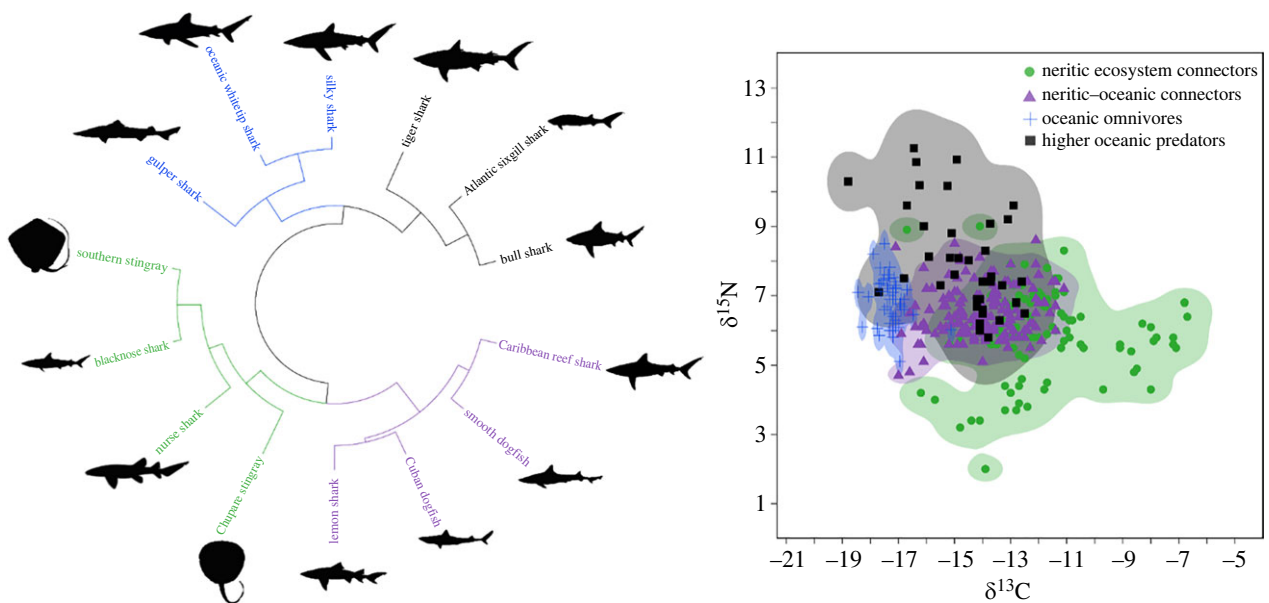 oceanic whitetip shark
silky shark
tiger shark
Atlantic sixgill shark
bull shark
gulper shark
southern stingray
blacknose shark
nurse shark
Chupare stingray
lemon shark
Cuban dogfish
smooth dogfish
Caribbean reef shark
neritic ecosystem connectors
neritic–oceanic connectors
oceanic omnivores
higher oceanic predators
δ¹⁵N
13
11
9
7
5
3
1
–21 –19 –17 –15 –13 –11 –9 –7 –5
δ¹³C